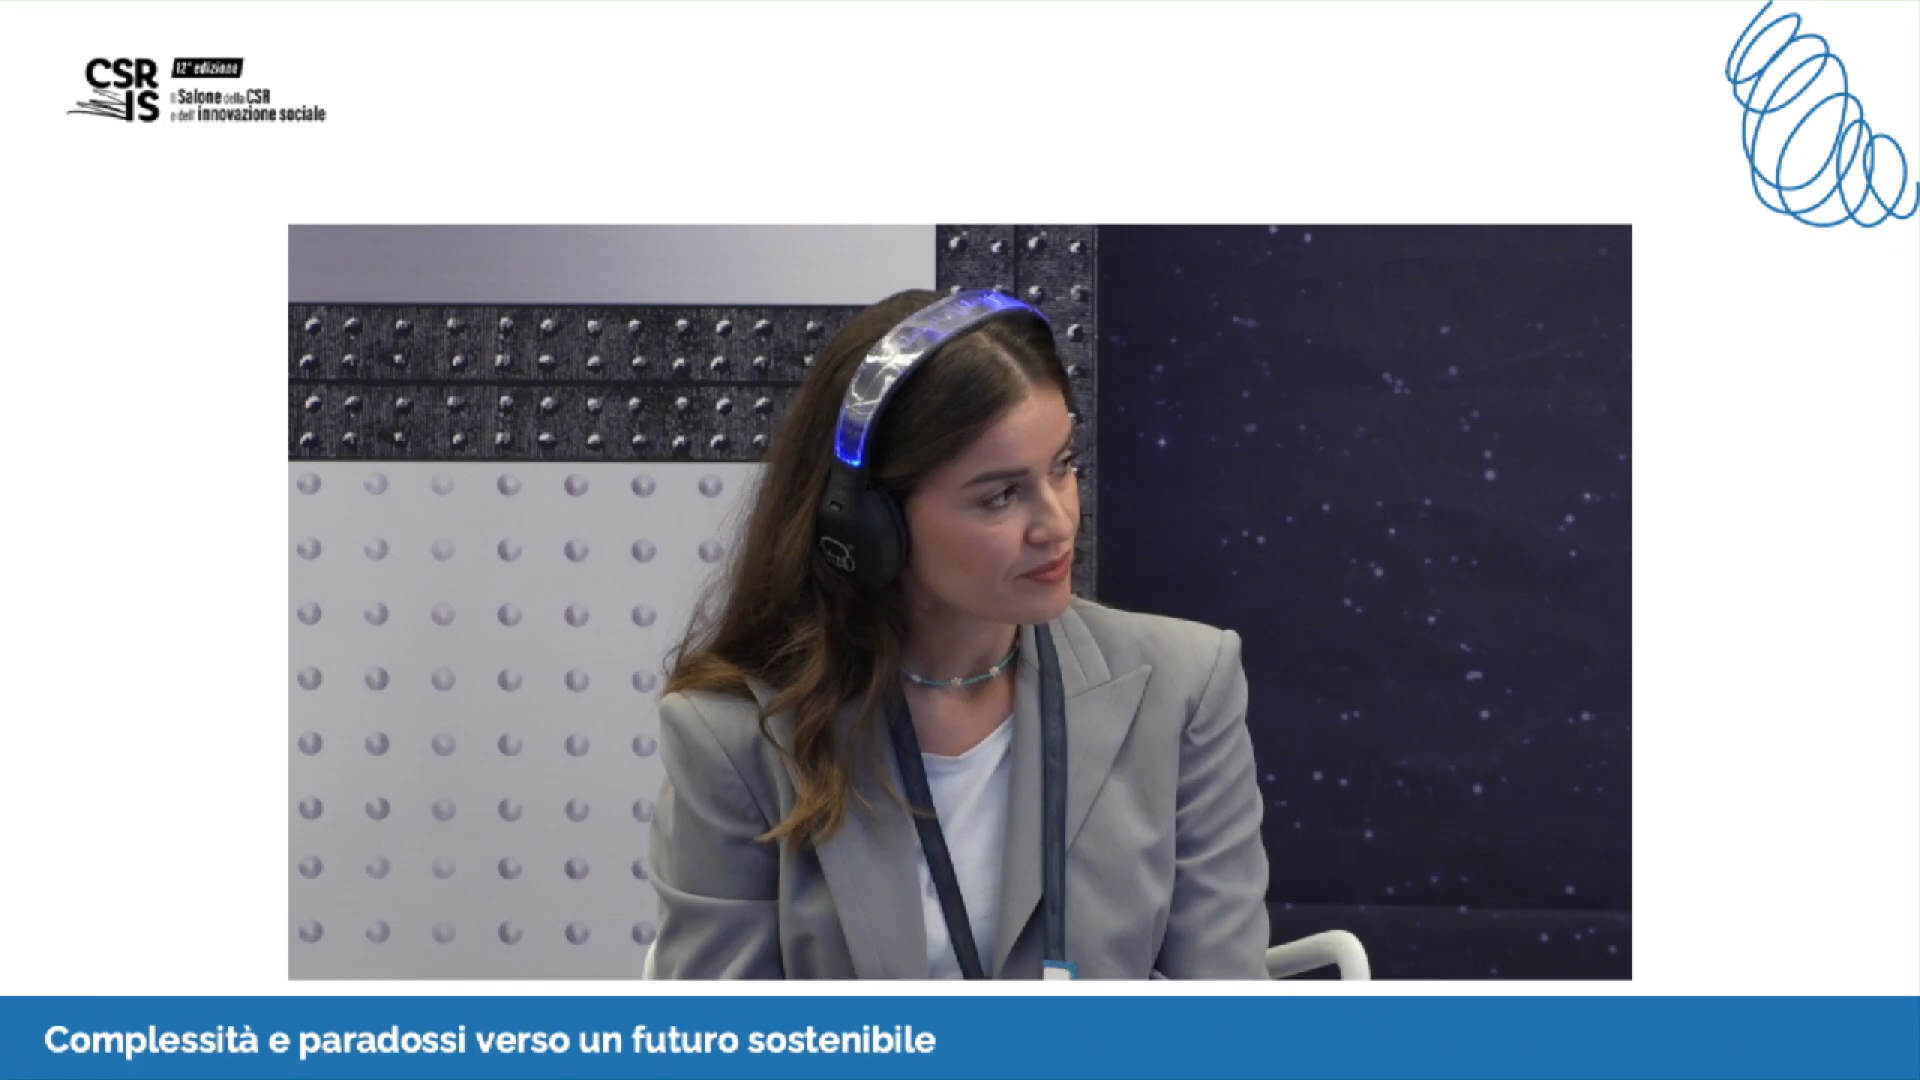 CSR
IS
12ª edizione
Il Salone della CSR
e dell'innovazione sociale
Complessità e paradossi verso un futuro sostenibile